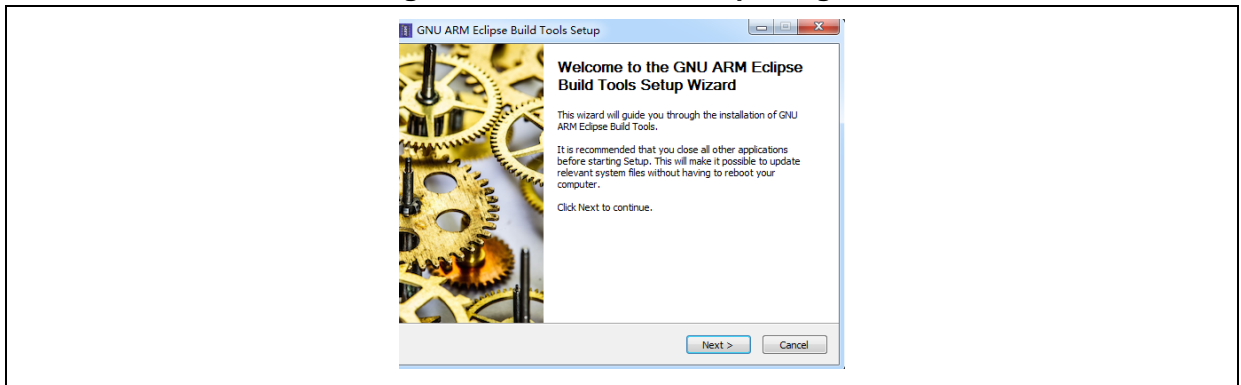 GNU ARM Eclipse Build Tools Setup
Welcome to the GNU ARM Eclipse
Build Tools Setup Wizard
This wizard will guide you through the installation of GNU
ARM Eclipse Build Tools.
It is recommended that you close all other applications
before starting Setup. This will make it possible to update
relevant system files without having to reboot your
computer.
Click Next to continue.
Next >
Cancel